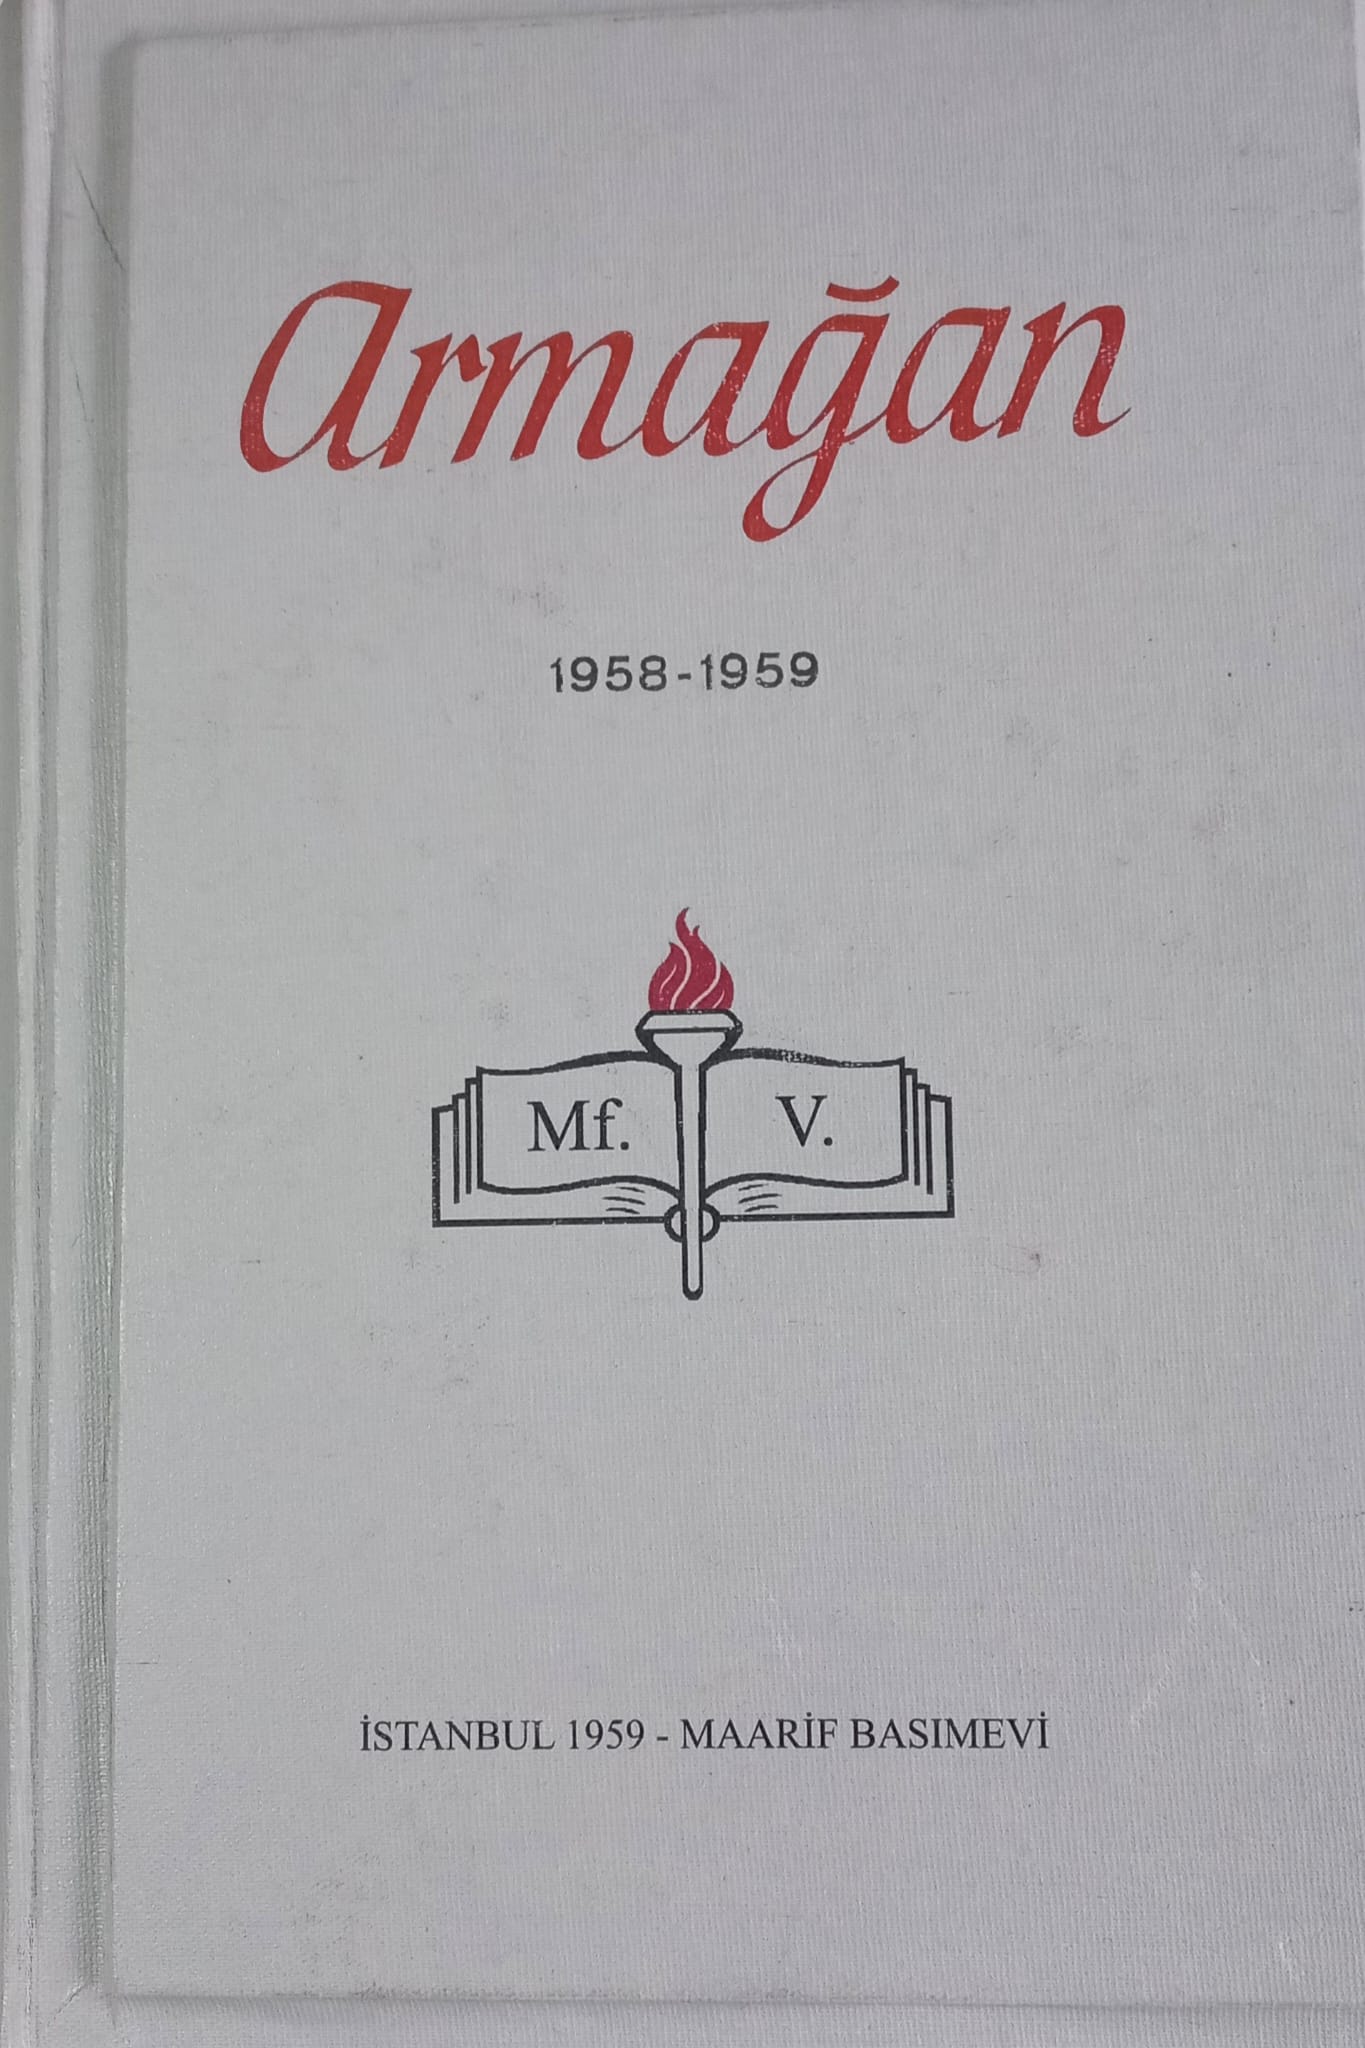 Armağan
1958-1959
Mf. V.
İSTANBUL 1959 - MAARİF BASIMEVİ